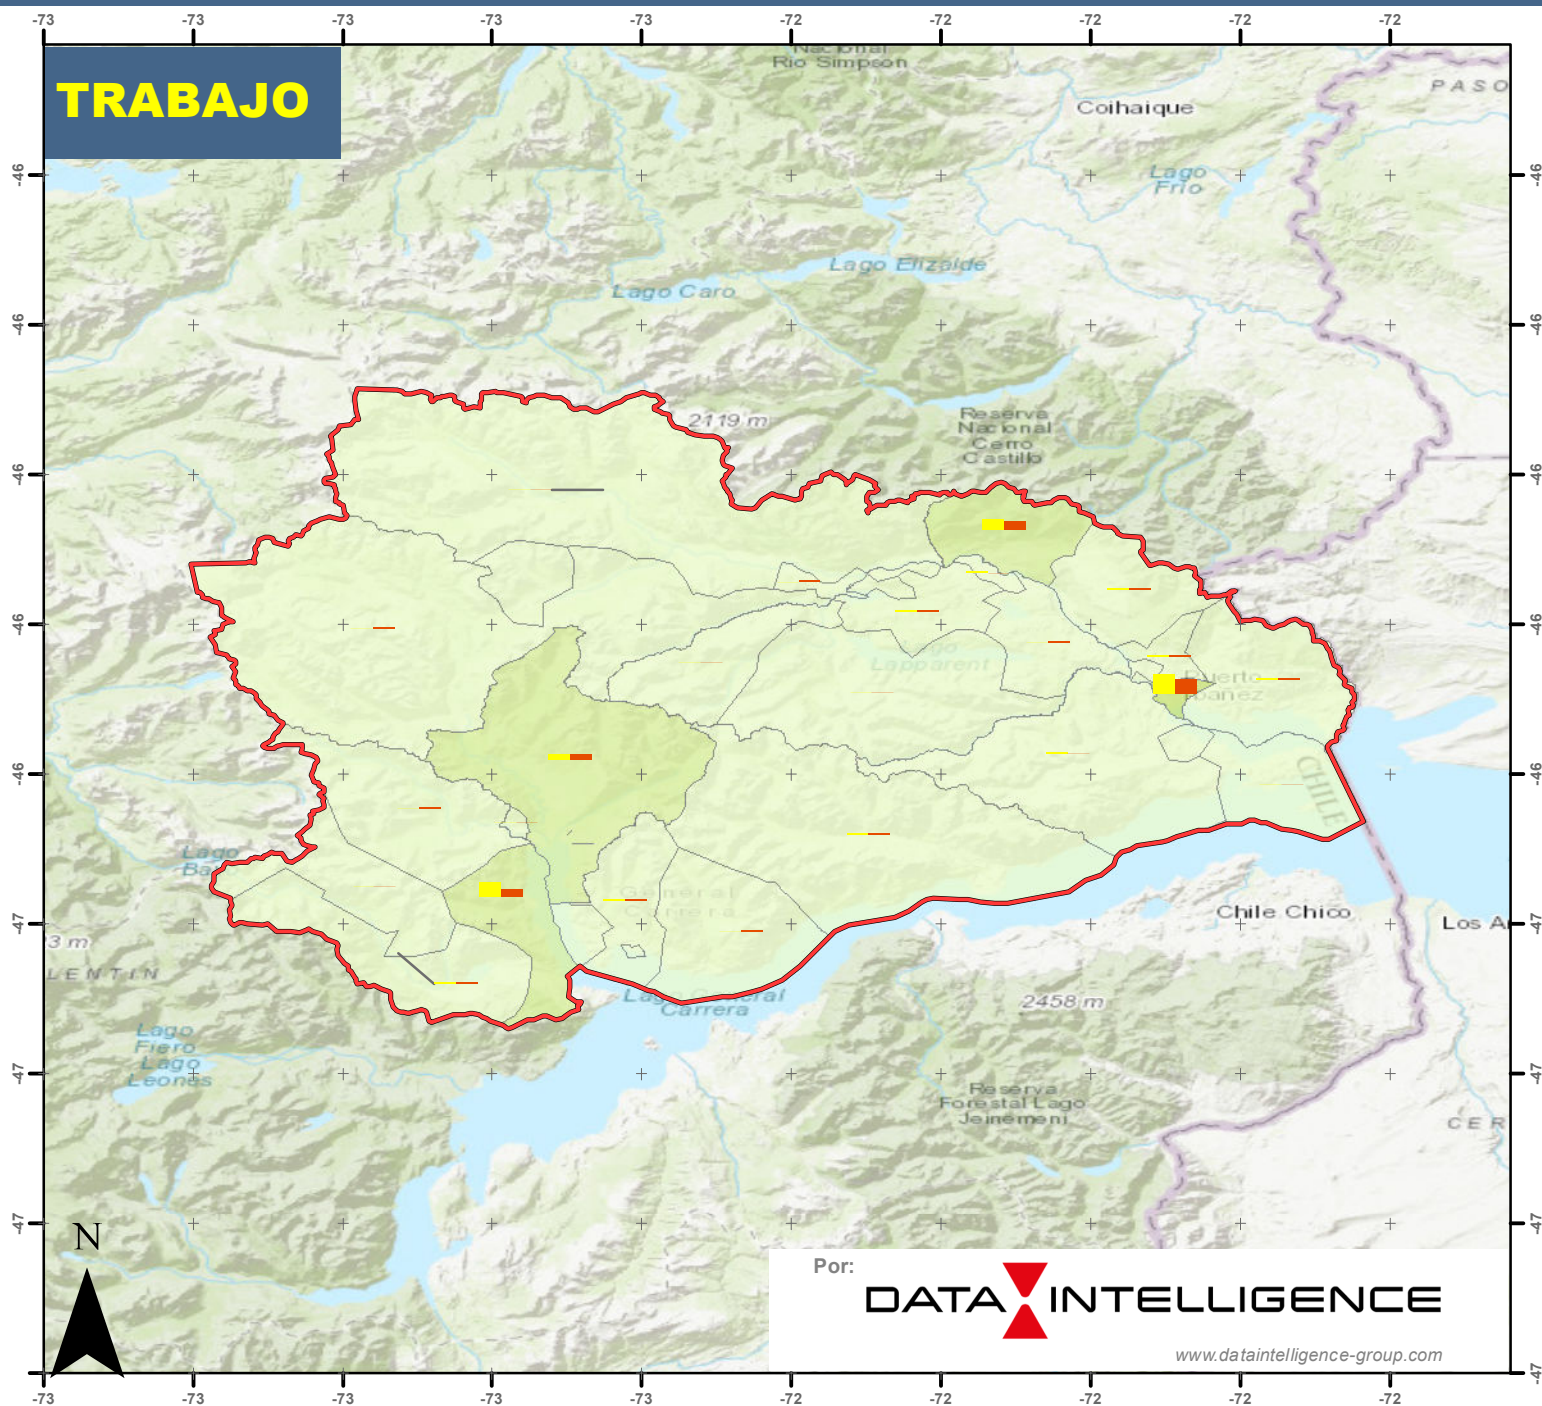 -73 -73 -73 -73 -73 -72 -72 -72 -72 -72
TRABAJO
Nacional
Rio Simpson
Coihaique
PASO
-46 -46
Lago
Frio
Lago Elizalde
Lago Caro
-46 -46
2119 m
Reserva
Nacional
Cerro
Castillo
-46 -46
-46 -46
Lago
Lapparent
Puerto
Ibanez
-46 -46
CHILE
Lago
General
Carrera
Chile Chico
-47 -47
Los
3 m
LENTIN
Lago General
Carrera
2458 m
Lago
Fiero
Lago
Leones
-47 -47
Reserva
Forestal Lago
Jeinemeni
CER
-47 -47
N
Por:
DATA INTELLIGENCE
www.dataintelligence-group.com
-47
-73 -73 -73 -73 -73 -72 -72 -72 -72 -72